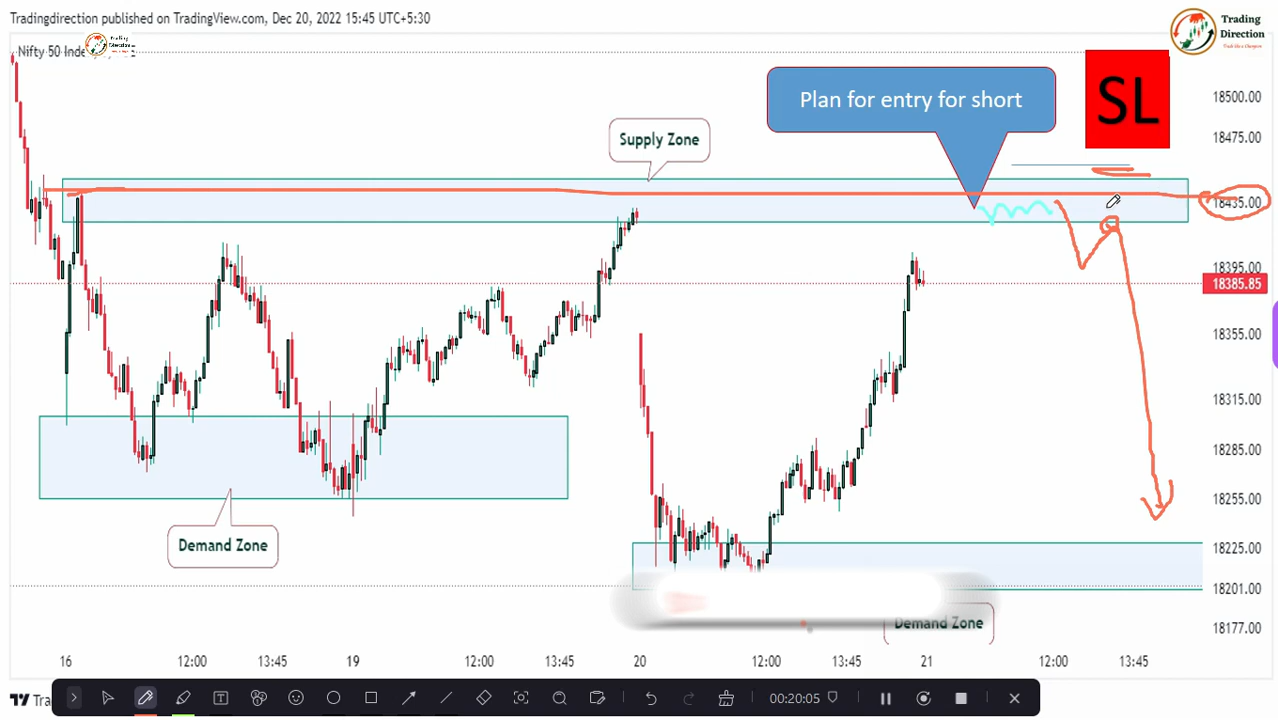 Tradingdirection published on TradingView.com, Dec 20, 2022 15:45 UTC+5:30
Trading
Direction
Nifty 50
Trading
Direction
Plan for entry for short
SL
Supply Zone
18500.00
18475.00
18435.00
18395.00
18385.85
18355.00
18315.00
18285.00
18255.00
18225.00
18201.00
18177.00
Demand Zone
Demand Zone
16
12:00
13:45
19
12:00
13:45
20
12:00
13:45
21
12:00
13:45
00:20:05